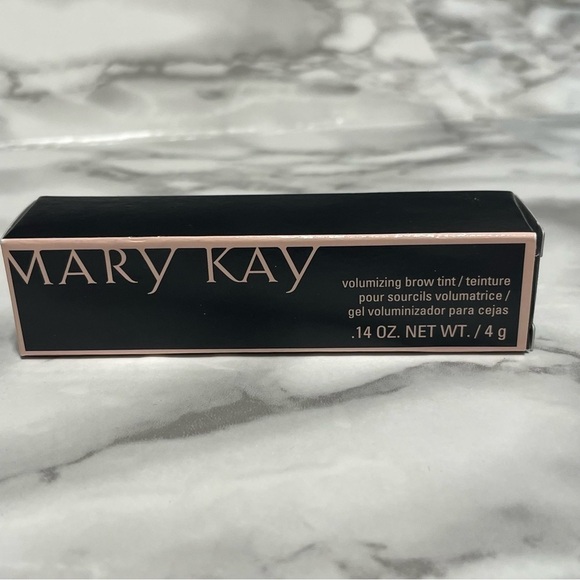 MARY KAY
volumizing brow tint / teinture
pour sourcils volumatrice /
gel voluminizador para cejas
.14 OZ. NET WT. / 4 g